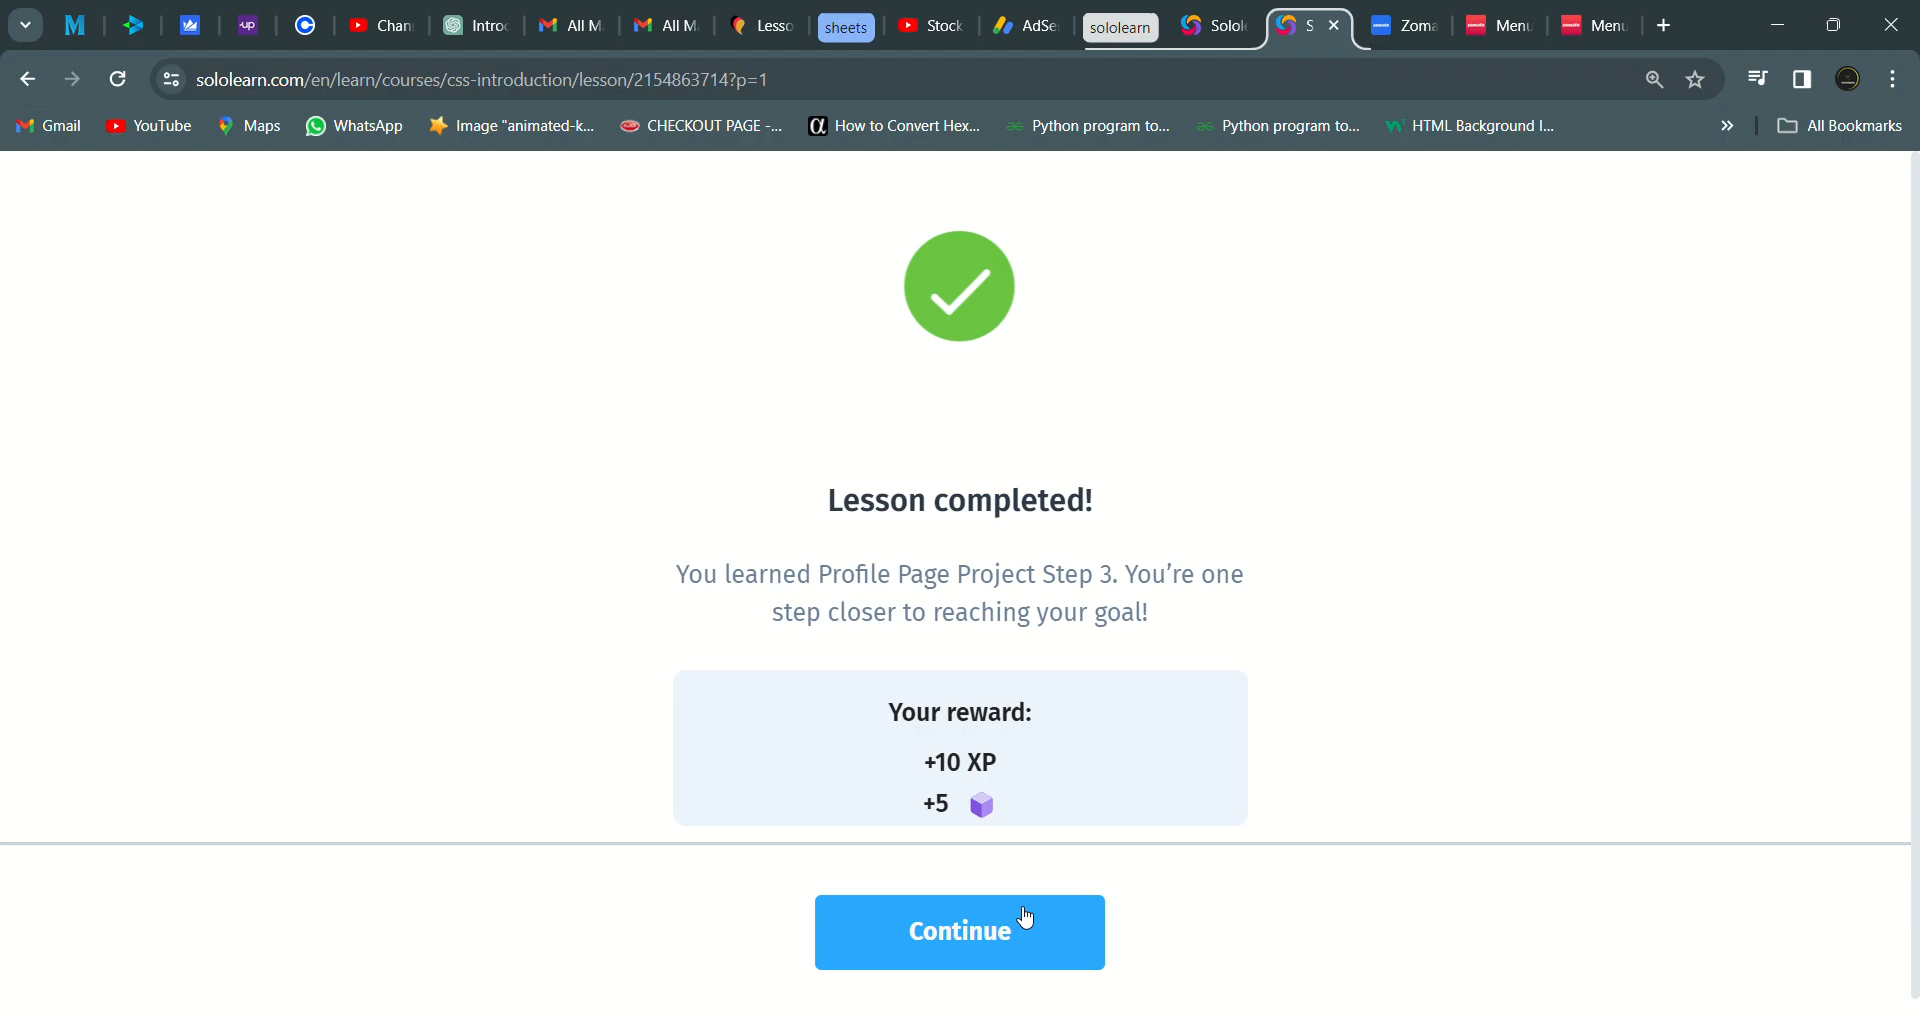 M up Chan Intro All M All M Lesso sheets Stock AdSe sololearn Solole S Zoma Menu Menu
sololearn.com/en/learn/courses/css-introduction/lesson/2154863714?p=1
Gmail YouTube Maps WhatsApp Image "animated-k... CHECKOUT PAGE -... How to Convert Hex... Python program to... Python program to... HTML Background I... » All Bookmarks
Lesson completed!
You learned Profile Page Project Step 3. You’re one
step closer to reaching your goal!
Your reward:
+10 XP
+5
Continue